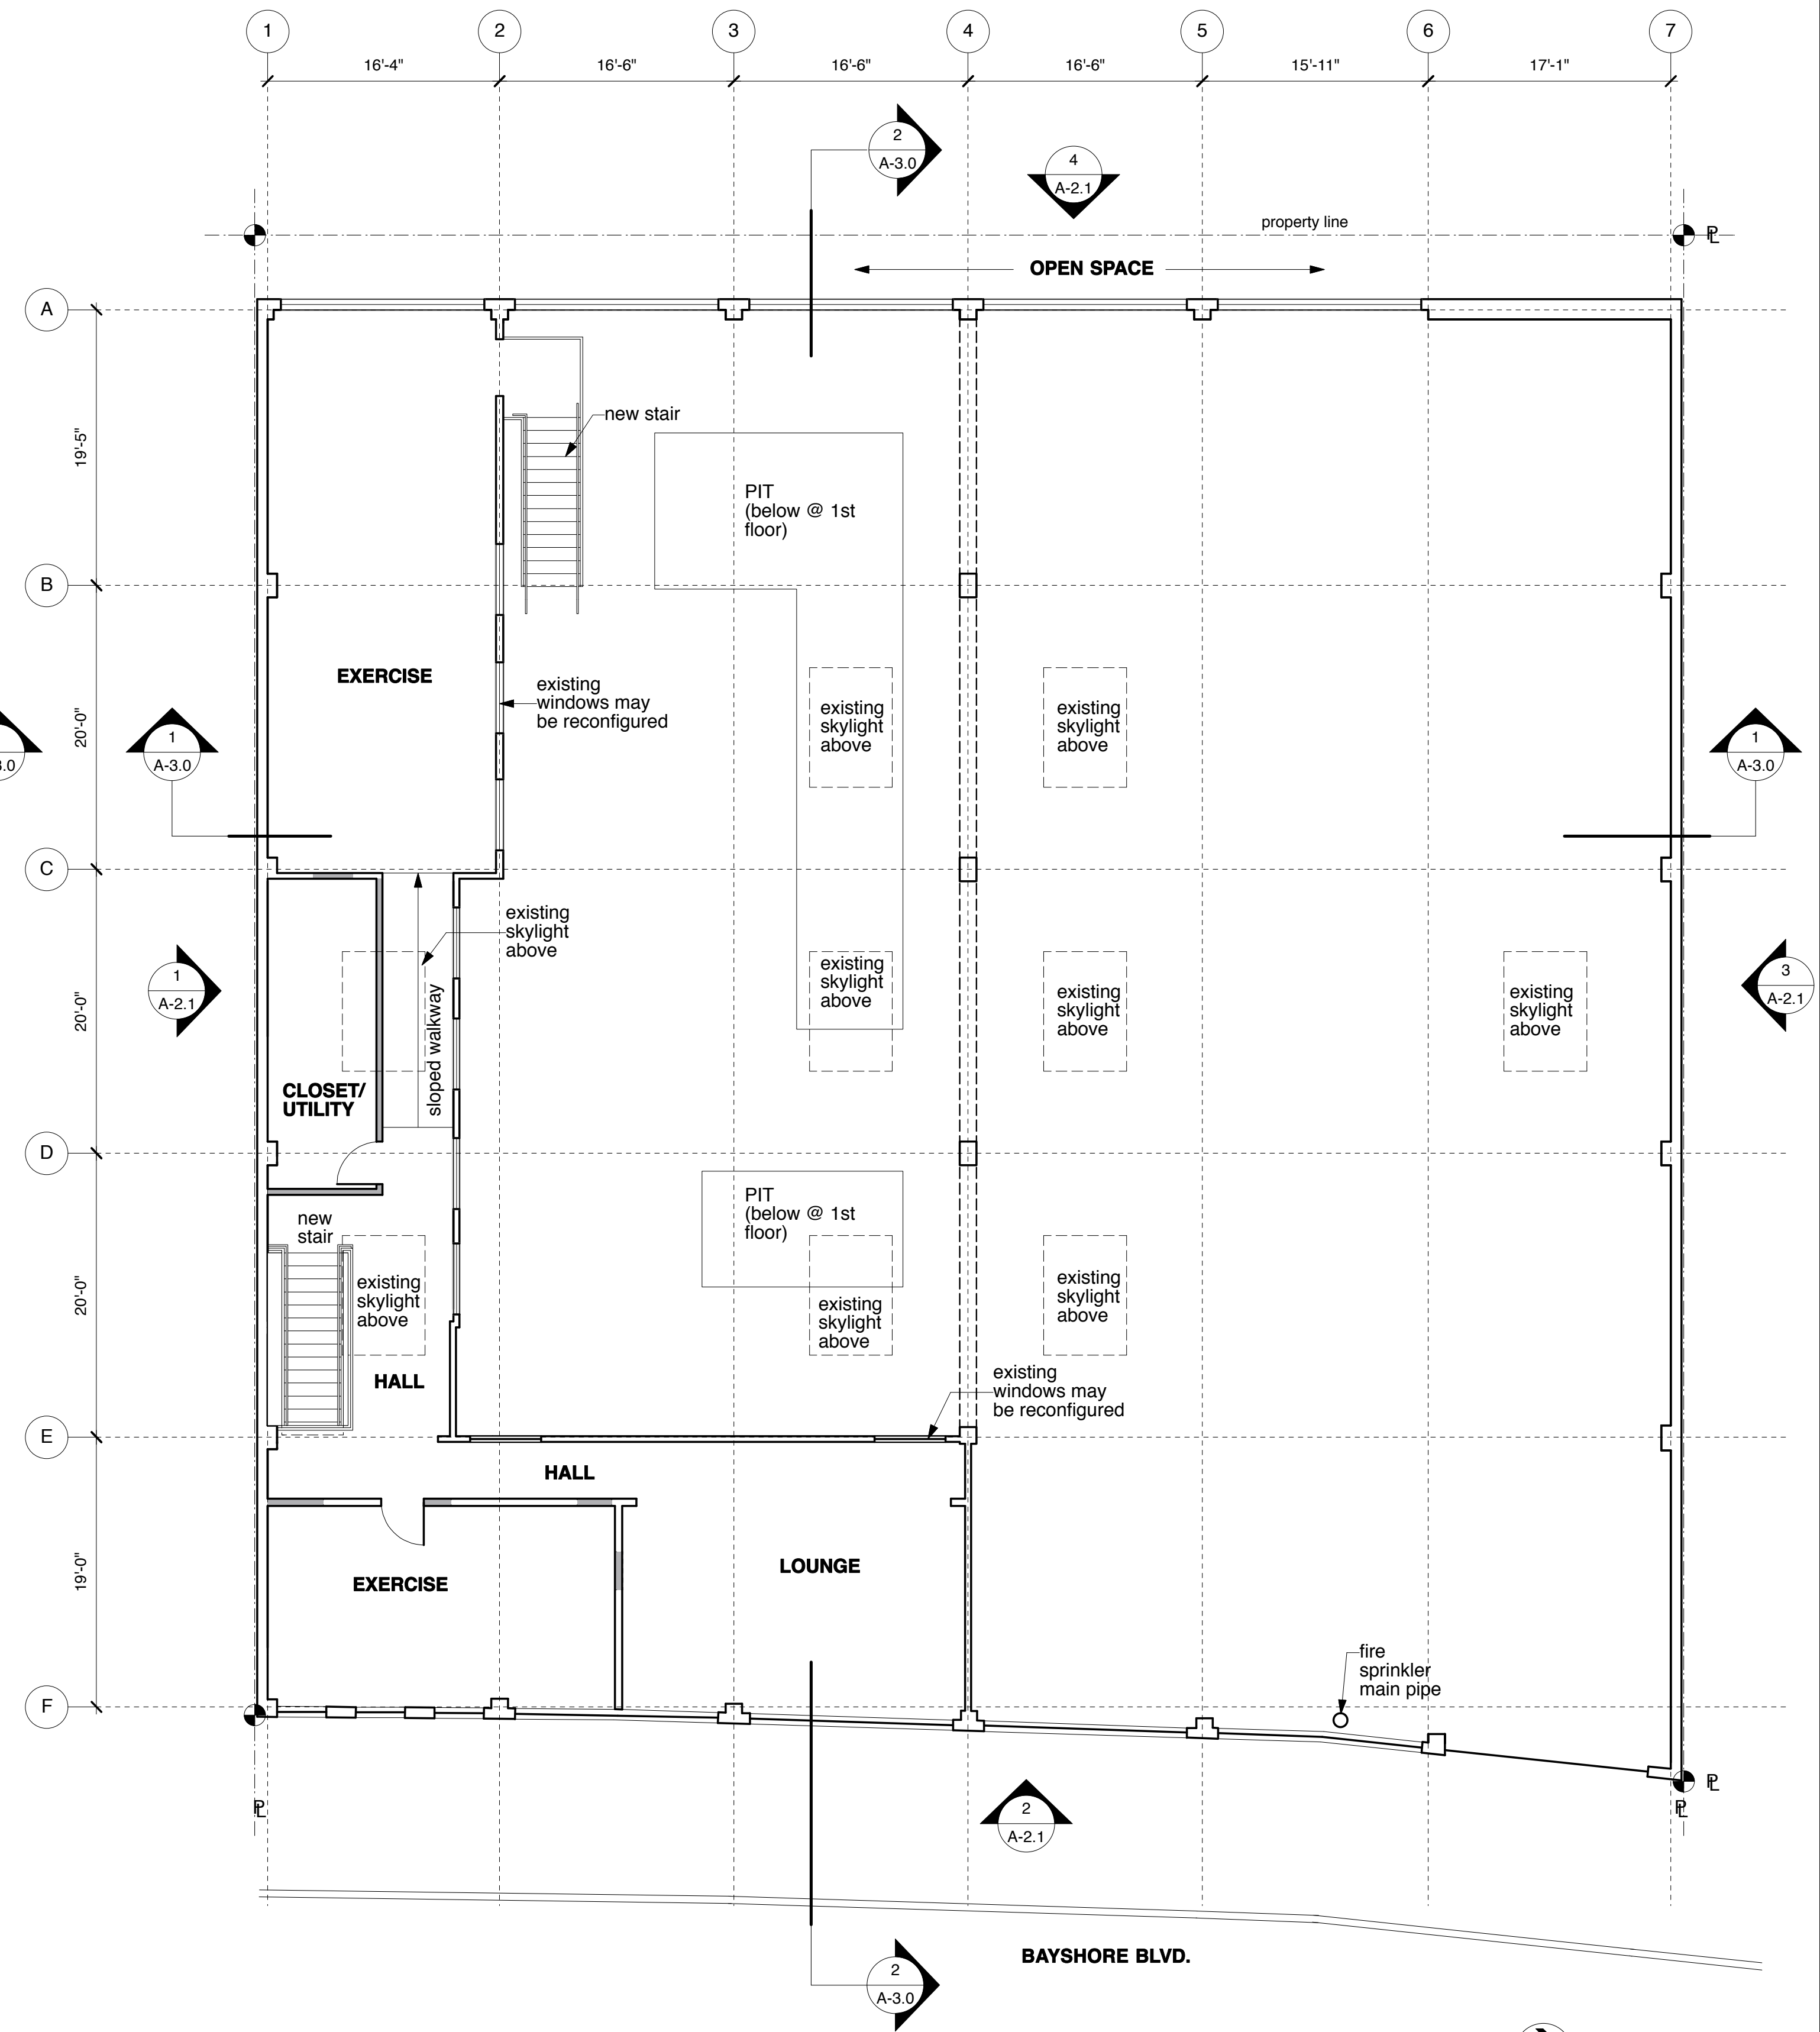 1
2
3
4
5
6
7
16'-4"
16'-6"
16'-6"
16'-6"
15'-11"
17'-1"
2
A-3.0
4
A-2.1
property line
PL
OPEN SPACE
A
19'-5"
new stair
PIT
(below @ 1st
floor)
B
EXERCISE
existing
windows may
be reconfigured
existing
skylight
above
existing
skylight
above
20'-0"
3.0
1
A-3.0
1
A-3.0
C
existing
skylight
above
1
A-2.1
20'-0"
sloped walkway
existing
skylight
above
existing
skylight
above
existing
skylight
above
3
A-2.1
CLOSET/
UTILITY
D
PIT
(below @ 1st
floor)
new
stair
20'-0"
existing
skylight
above
existing
skylight
above
existing
skylight
above
HALL
existing
windows may
be reconfigured
E
HALL
19'-0"
EXERCISE
LOUNGE
fire
sprinkler
main pipe
F
PL
PL
PL
2
A-2.1
BAYSHORE BLVD.
2
A-3.0